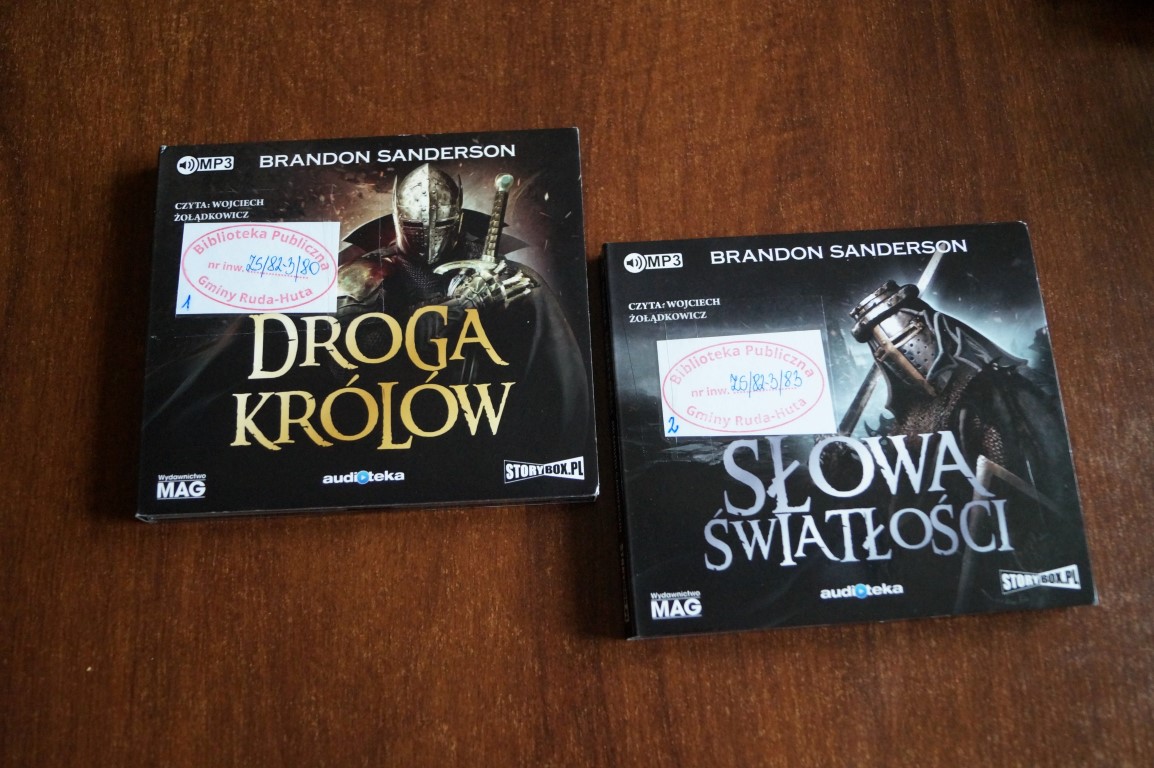 MP3
BRANDON SANDERSON
CZYTA: WOJCIECH
ŻOŁĄDKOWICZ
Biblioteka Publiczna
nr inw. 75/82-3/80
Gminy Ruda-Huta
1
DROGA
KRÓLÓW
Wydawnictwo
MAG
audioteka
STORYBOX.PL
MP3
BRANDON SANDERSON
CZYTA: WOJCIECH
ŻOŁĄDKOWICZ
Biblioteka Publiczna
nr inw. 75/82-3/83
Gminy Ruda-Huta
2
SŁOWA
ŚWIATŁOŚCI
Wydawnictwo
MAG
audioteka
STORYBOX.PL